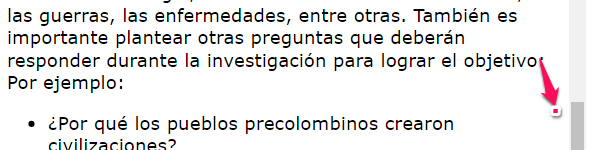 las guerras, las enfermedades, entre otras. También es
importante plantear otras preguntas que deberán
responder durante la investigación para lograr el objetivo.
Por ejemplo:
• ¿Por qué los pueblos precolombinos crearon
civilizaciones?